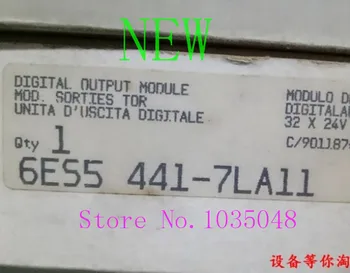 NEW
DIGITAL OUTPUT MODULE
MOD. SORTIES TOR
UNITA D'USCITA DIGITALE
MODULO D
DIGITALA
32 X 24V
Qty 1
C/901187
6ES5 441-7LA11
Store No.1035048
设备等你淘